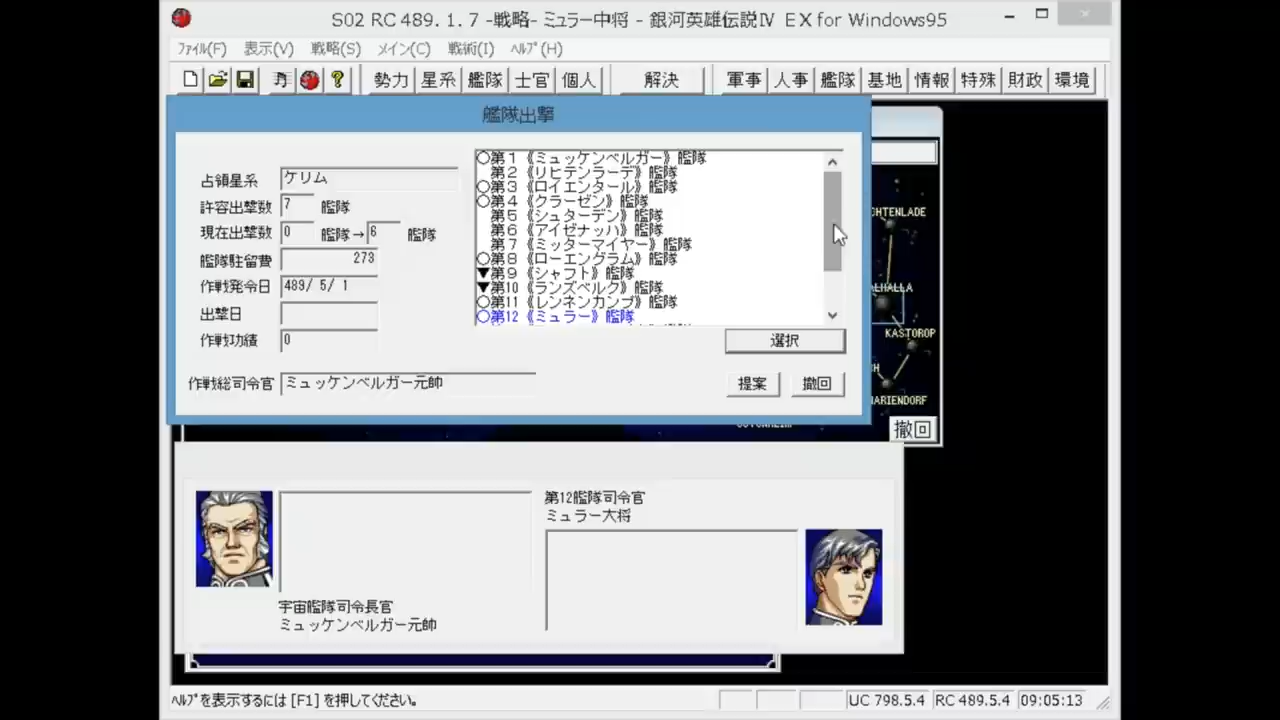 S02 RC 489. 1. 7 -戦略- ミュラー中将 - 銀河英雄伝説Ⅳ EX for Windows95
ﾌｧｲﾙ(F) 表示(V) 戦略(S) メイン(C) 戦術(I) ﾍﾙﾌﾟ(H)
勢力 星系 艦隊 士官 個人 解決 軍事 人事 艦隊 基地 情報 特殊 財政 環境
艦隊出撃
占領星系 ケリム
許容出撃数 7 艦隊
現在出撃数 0 艦隊→6 艦隊
艦隊駐留費 273
作戦発令日 489/ 5/ 1
出撃日
作戦功績 0
作戦総司令官 ミュッケンベルガー元帥
○第1《ミュッケンベルガー》艦隊
第2《リヒテンラーデ》艦隊
○第3《ロイエンタール》艦隊
○第4《クラーゼン》艦隊
第5《シュターデン》艦隊
第6《アイゼナッハ》艦隊
第7《ミッターマイヤー》艦隊
○第8《ローエングラム》艦隊
▼第9《シャフト》艦隊
▼第10《ランズベルク》艦隊
○第11《レンネンカンプ》艦隊
○第12《ミュラー》艦隊
選択
提案 撤回
CHTENLADE
ALHALLA
KASTOROP
MARIENDORF
撤回
第12艦隊司令官
ミュラー大将
宇宙艦隊司令長官
ミュッケンベルガー元帥
ﾍﾙﾌﾟを表示するには [F1] を押してください。
UC 798.5.4 RC 489.5.4 09:05:13